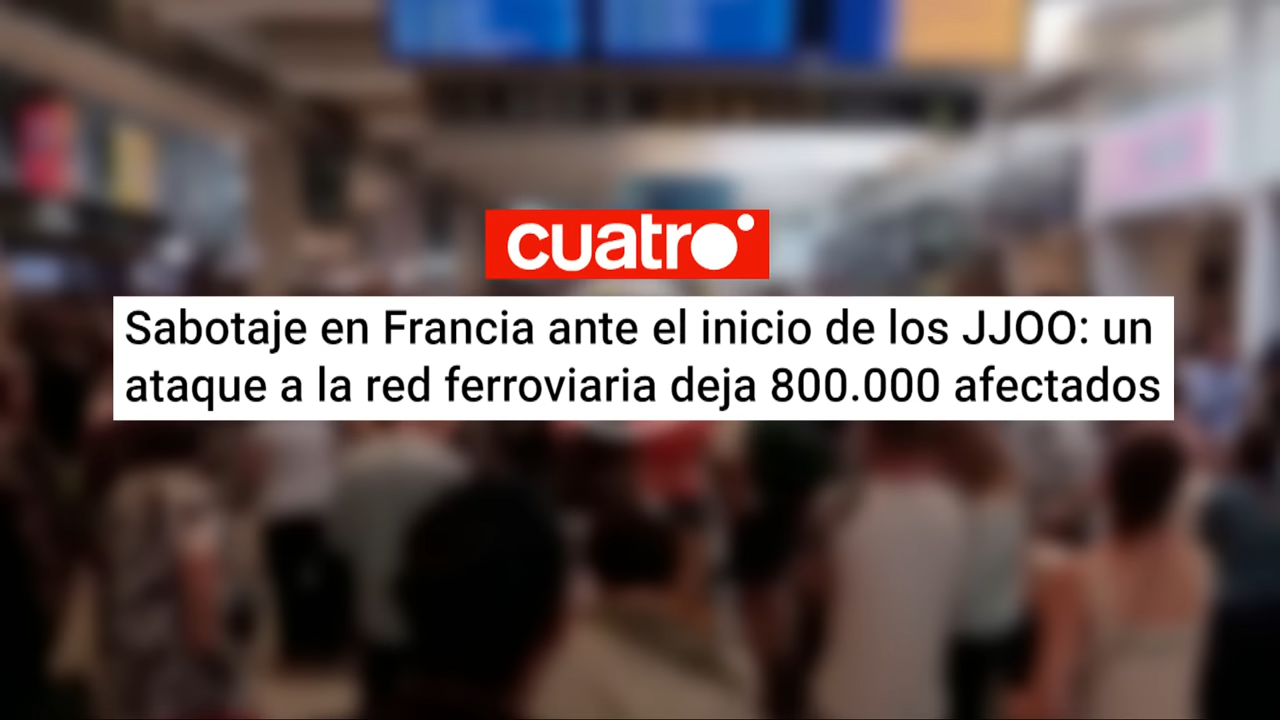 cuatro
Sabotaje en Francia ante el inicio de los JJOO: un
ataque a la red ferroviaria deja 800.000 afectados